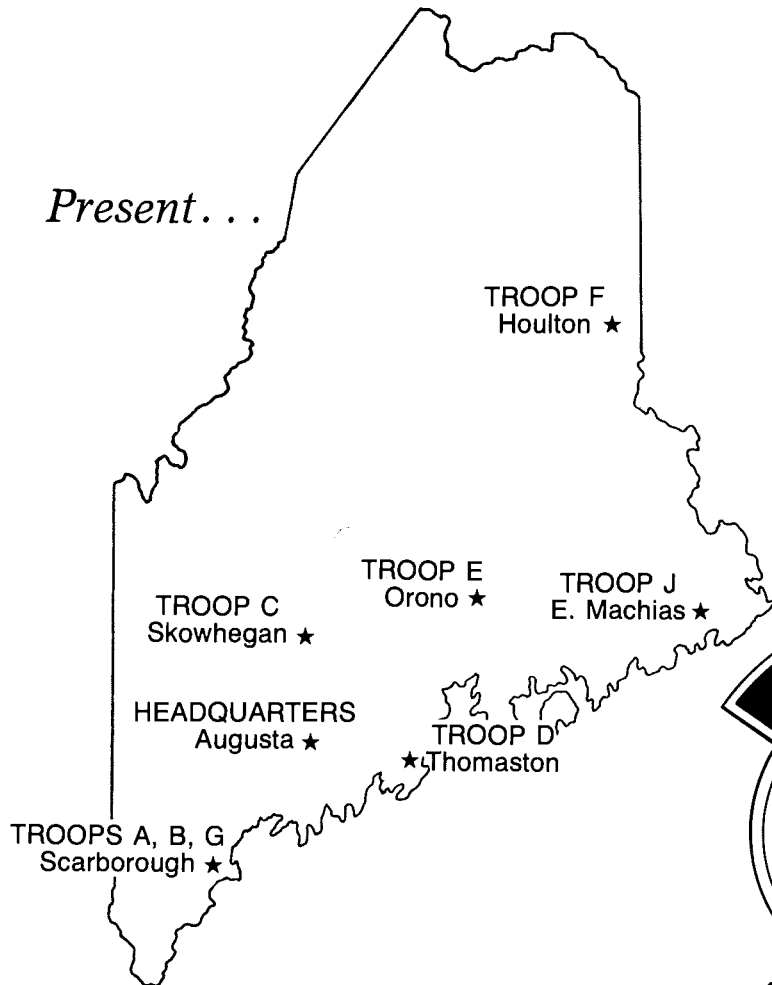 Present...
TROOP F
Houlton
TROOP E
Orono
TROOP J
E. Machias
TROOP C
Skowhegan
HEADQUARTERS
Augusta
TROOP D
Thomaston
TROOPS A, B, G
Scarborough